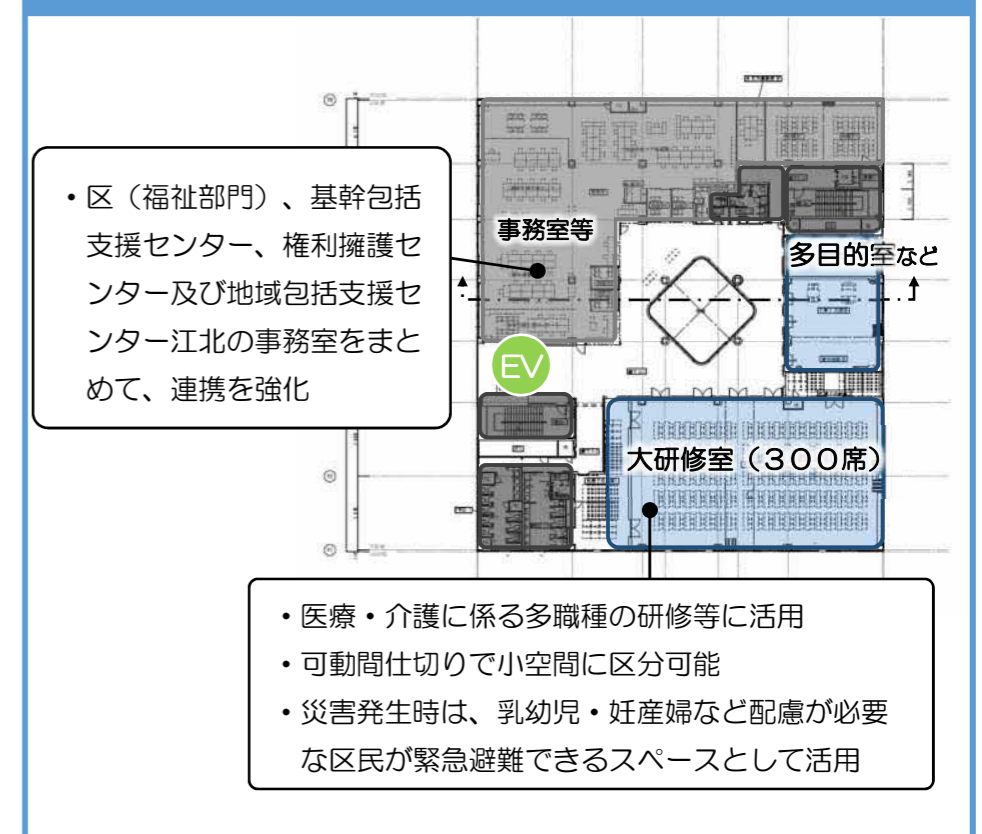 ・区（福祉部門）、基幹包括
支援センター、権利擁護セ
ンター及び地域包括支援セ
ンター江北の事務室をまと
めて、連携を強化
事務室等
多目的室など
EV
大研修室（３００席）
・医療・介護に係る多職種の研修等に活用
・可動間仕切りで小空間に区分可能
・災害発生時は、乳幼児・妊産婦など配慮が必要
な区民が緊急避難できるスペースとして活用